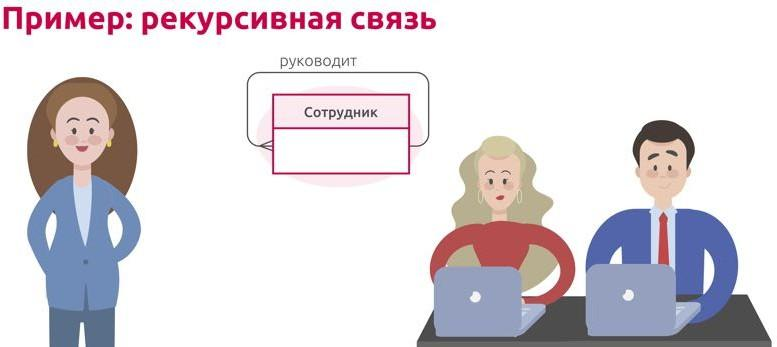 Пример: рекурсивная связь
руководит
Сотрудник